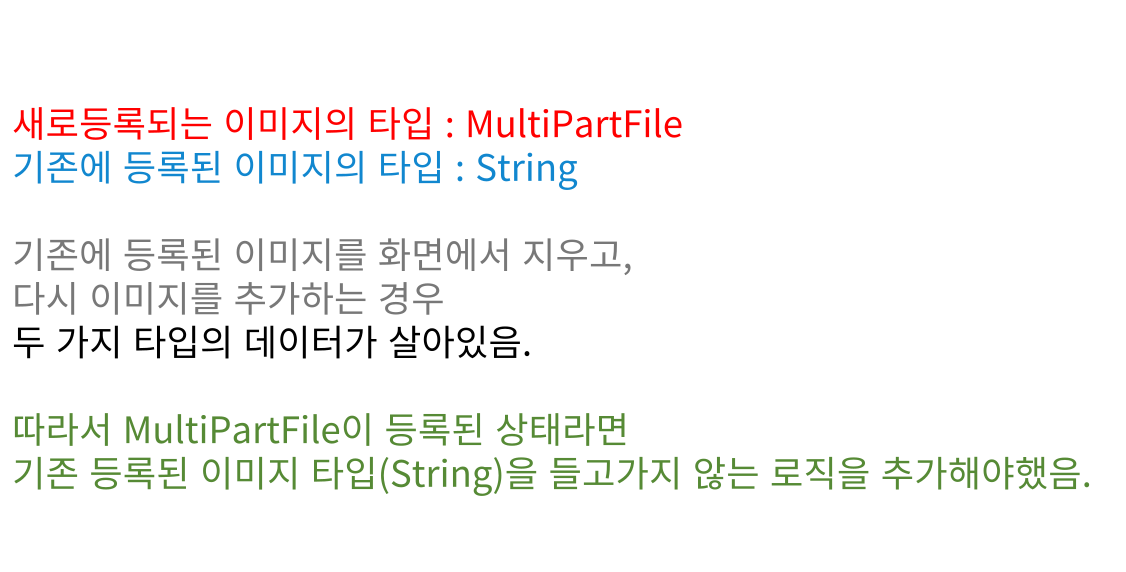 새로등록되는 이미지의 타입 : MultiPartFile
기존에 등록된 이미지의 타입 : String
기존에 등록된 이미지를 화면에서 지우고,
다시 이미지를 추가하는 경우
두 가지 타입의 데이터가 살아있음.
따라서 MultiPartFile이 등록된 상태라면
기존 등록된 이미지 타입(String)을 들고가지 않는 로직을 추가해야했음.